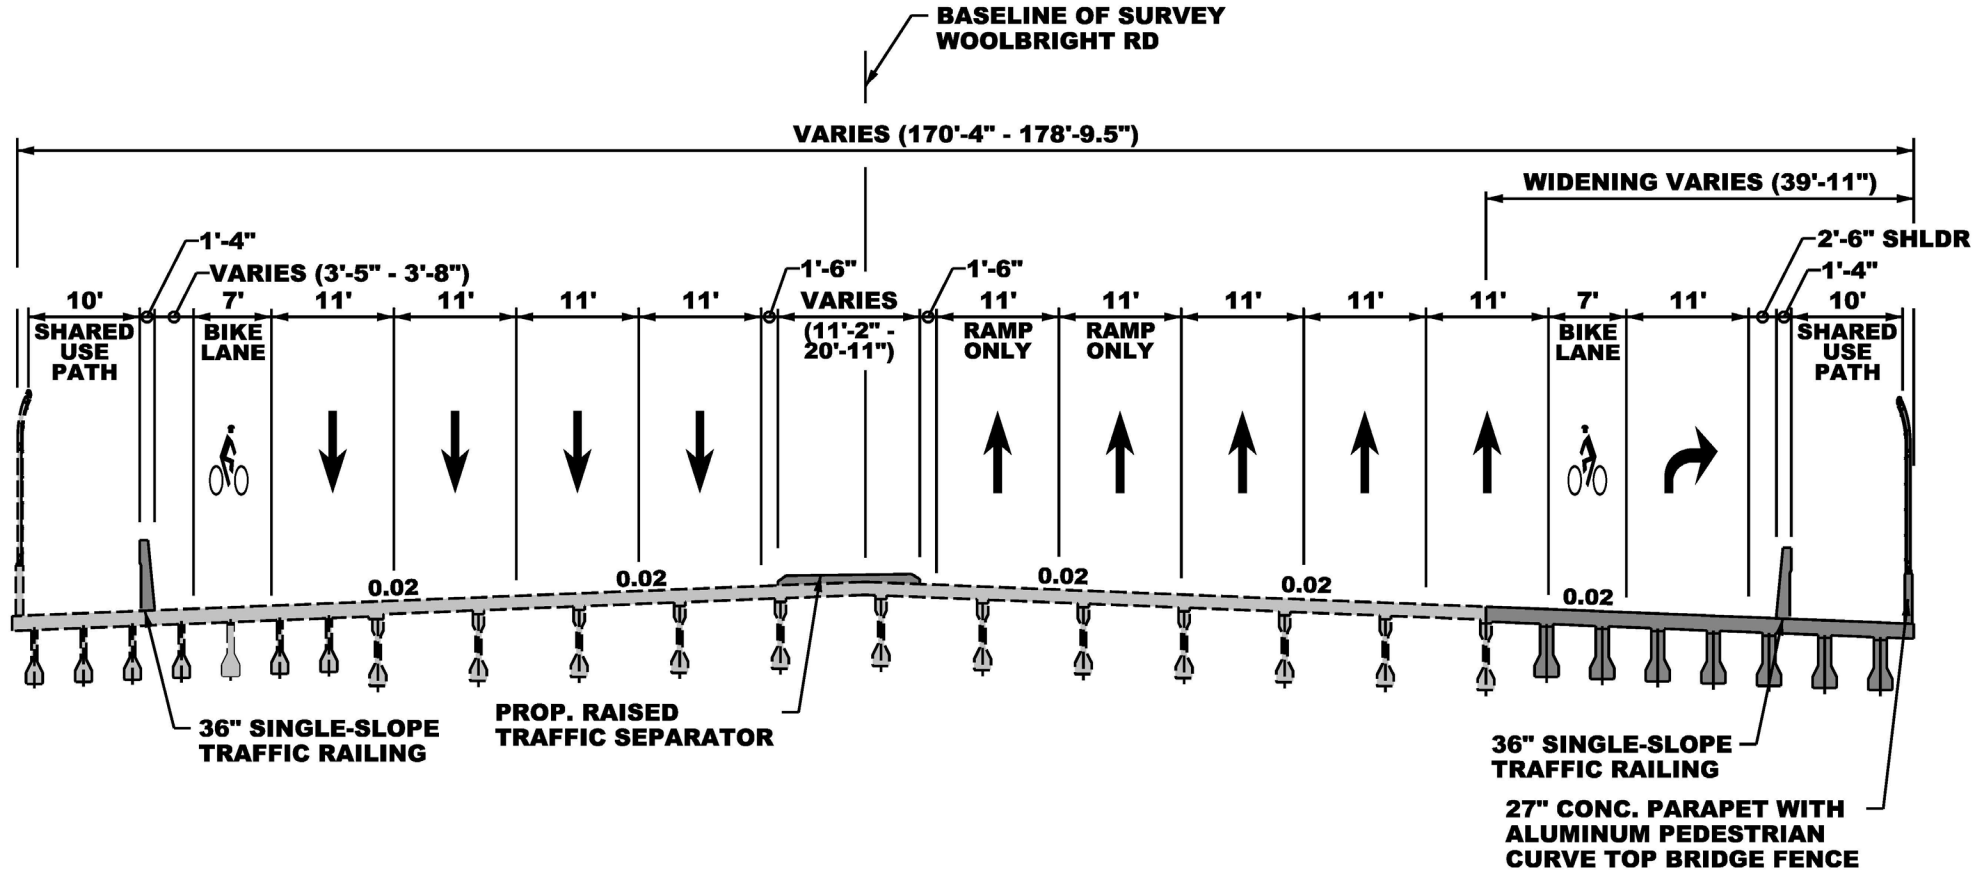 BASELINE OF SURVEY
WOOLBRIGHT RD
VARIES (170'-4" - 178'-9.5")
WIDENING VARIES (39'-11")
1'-4"
VARIES (3'-5" - 3'-8")
1'-6"
1'-6"
2'-6" SHLDR
1'-4"
10'
SHARED
USE
PATH
7'
BIKE
LANE
11'
11'
11'
11'
VARIES
(11'-2" -
20'-11")
11'
RAMP
ONLY
11'
RAMP
ONLY
11'
11'
11'
7'
BIKE
LANE
11'
10'
SHARED
USE
PATH
0.02
0.02
0.02
0.02
0.02
36" SINGLE-SLOPE
TRAFFIC RAILING
PROP. RAISED
TRAFFIC SEPARATOR
36" SINGLE-SLOPE
TRAFFIC RAILING
27" CONC. PARAPET WITH
ALUMINUM PEDESTRIAN
CURVE TOP BRIDGE FENCE